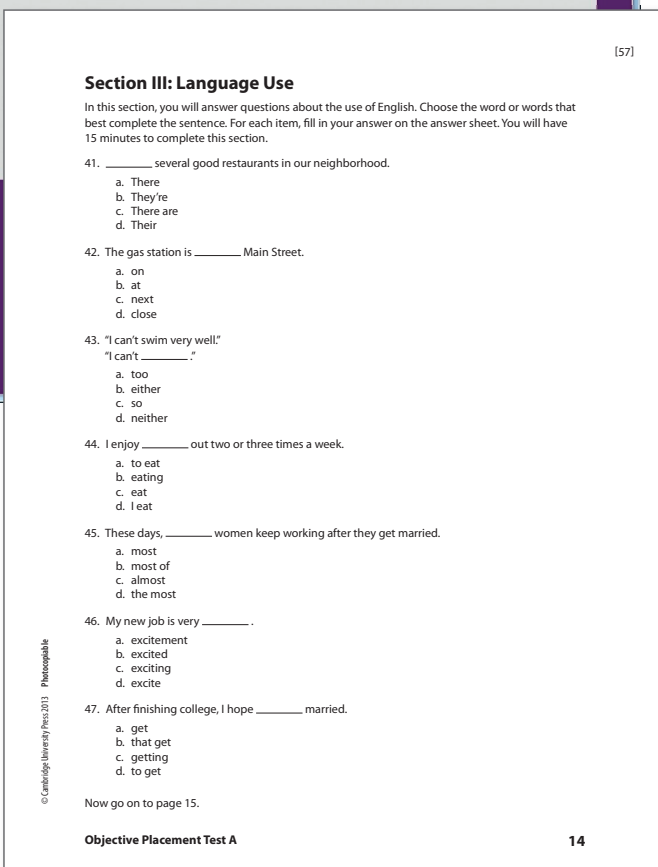 [57]
Section III: Language Use
In this section, you will answer questions about the use of English. Choose the word or words that
best complete the sentence. For each item, fill in your answer on the answer sheet. You will have
15 minutes to complete this section.
41. ________ several good restaurants in our neighborhood.
a. There
b. They're
c. There are
d. Their
42. The gas station is ________ Main Street.
a. on
b. at
c. next
d. close
43. "I can't swim very well."
"I can't ________ ."
a. too
b. either
c. so
d. neither
44. I enjoy ________ out two or three times a week.
a. to eat
b. eating
c. eat
d. I eat
45. These days, ________ women keep working after they get married.
a. most
b. most of
c. almost
d. the most
46. My new job is very ________ .
a. excitement
b. excited
c. exciting
d. excite
47. After finishing college, I hope ________ married.
a. get
b. that get
c. getting
d. to get
Now go on to page 15.
© Cambridge University Press 2013 Photocopiable
Objective Placement Test A 14